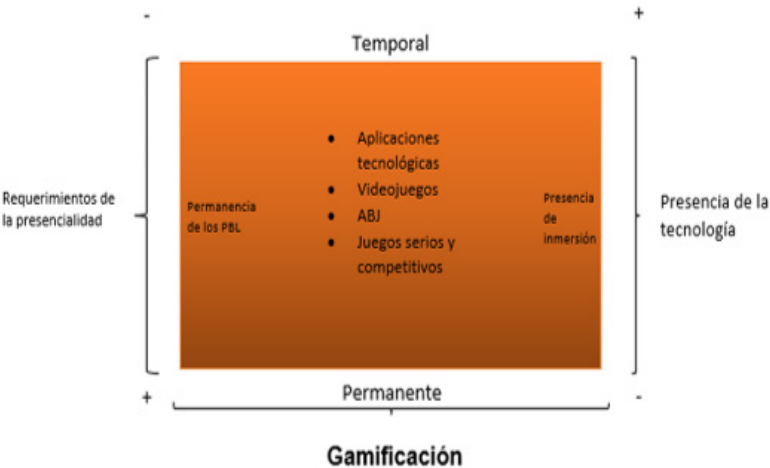 - +
Temporal
• Aplicaciones
tecnológicas
• Videojuegos
• ABJ
• Juegos serios y
competitivos
Requerimientos de
la presencialidad
Permanencia
de los PBL
Presencia
de
inmersión
Presencia de la
tecnología
+ Permanente -
Gamificación